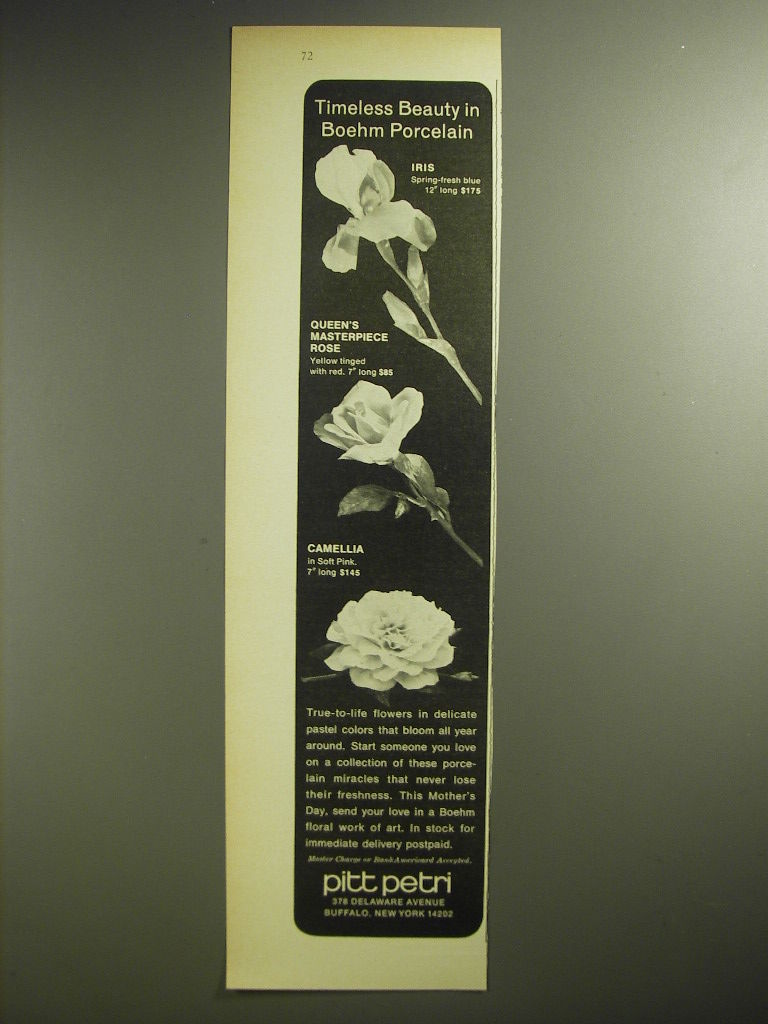 72
Timeless Beauty in
Boehm Porcelain
IRIS
Spring-fresh blue
12" long $175
QUEEN'S
MASTERPIECE
ROSE
Yellow tinged
with red. 7" long $85
CAMELLIA
in Soft Pink.
7" long $145
True-to-life flowers in delicate
pastel colors that bloom all year
around. Start someone you love
on a collection of these porce-
lain miracles that never lose
their freshness. This Mother's
Day, send your love in a Boehm
floral work of art. In stock for
immediate delivery postpaid.
Master Charge or BankAmericard Accepted.
pitt petri
378 DELAWARE AVENUE
BUFFALO, NEW YORK 14202